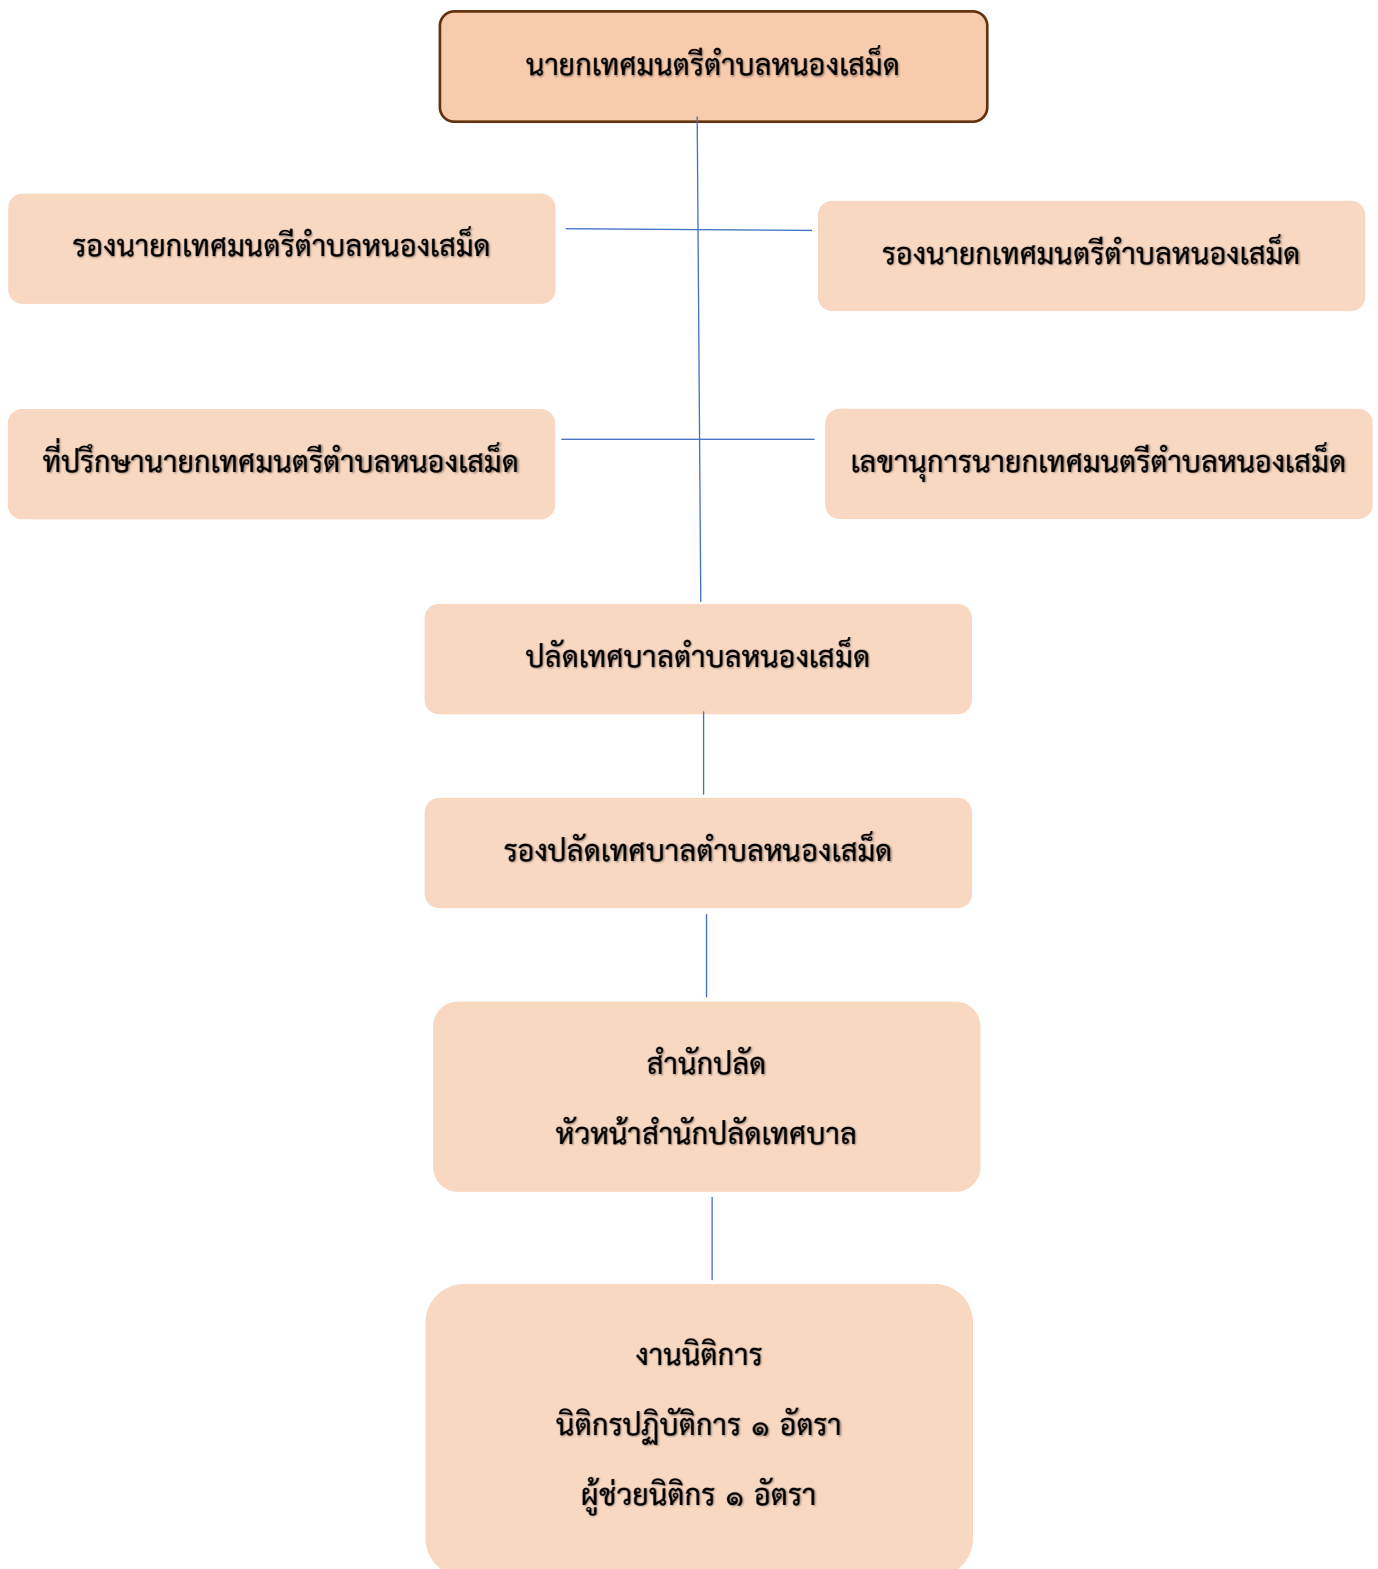 นายกเทศมนตรีตำบลหนองเสม็ด
รองนายกเทศมนตรีตำบลหนองเสม็ด
รองนายกเทศมนตรีตำบลหนองเสม็ด
ที่ปรึกษานายกเทศมนตรีตำบลหนองเสม็ด
เลขานุการนายกเทศมนตรีตำบลหนองเสม็ด
ปลัดเทศบาลตำบลหนองเสม็ด
รองปลัดเทศบาลตำบลหนองเสม็ด
สำนักปลัด
หัวหน้าสำนักปลัดเทศบาล
งานนิติการ
นิติกรปฏิบัติการ ๑ อัตรา
ผู้ช่วยนิติกร ๑ อัตรา